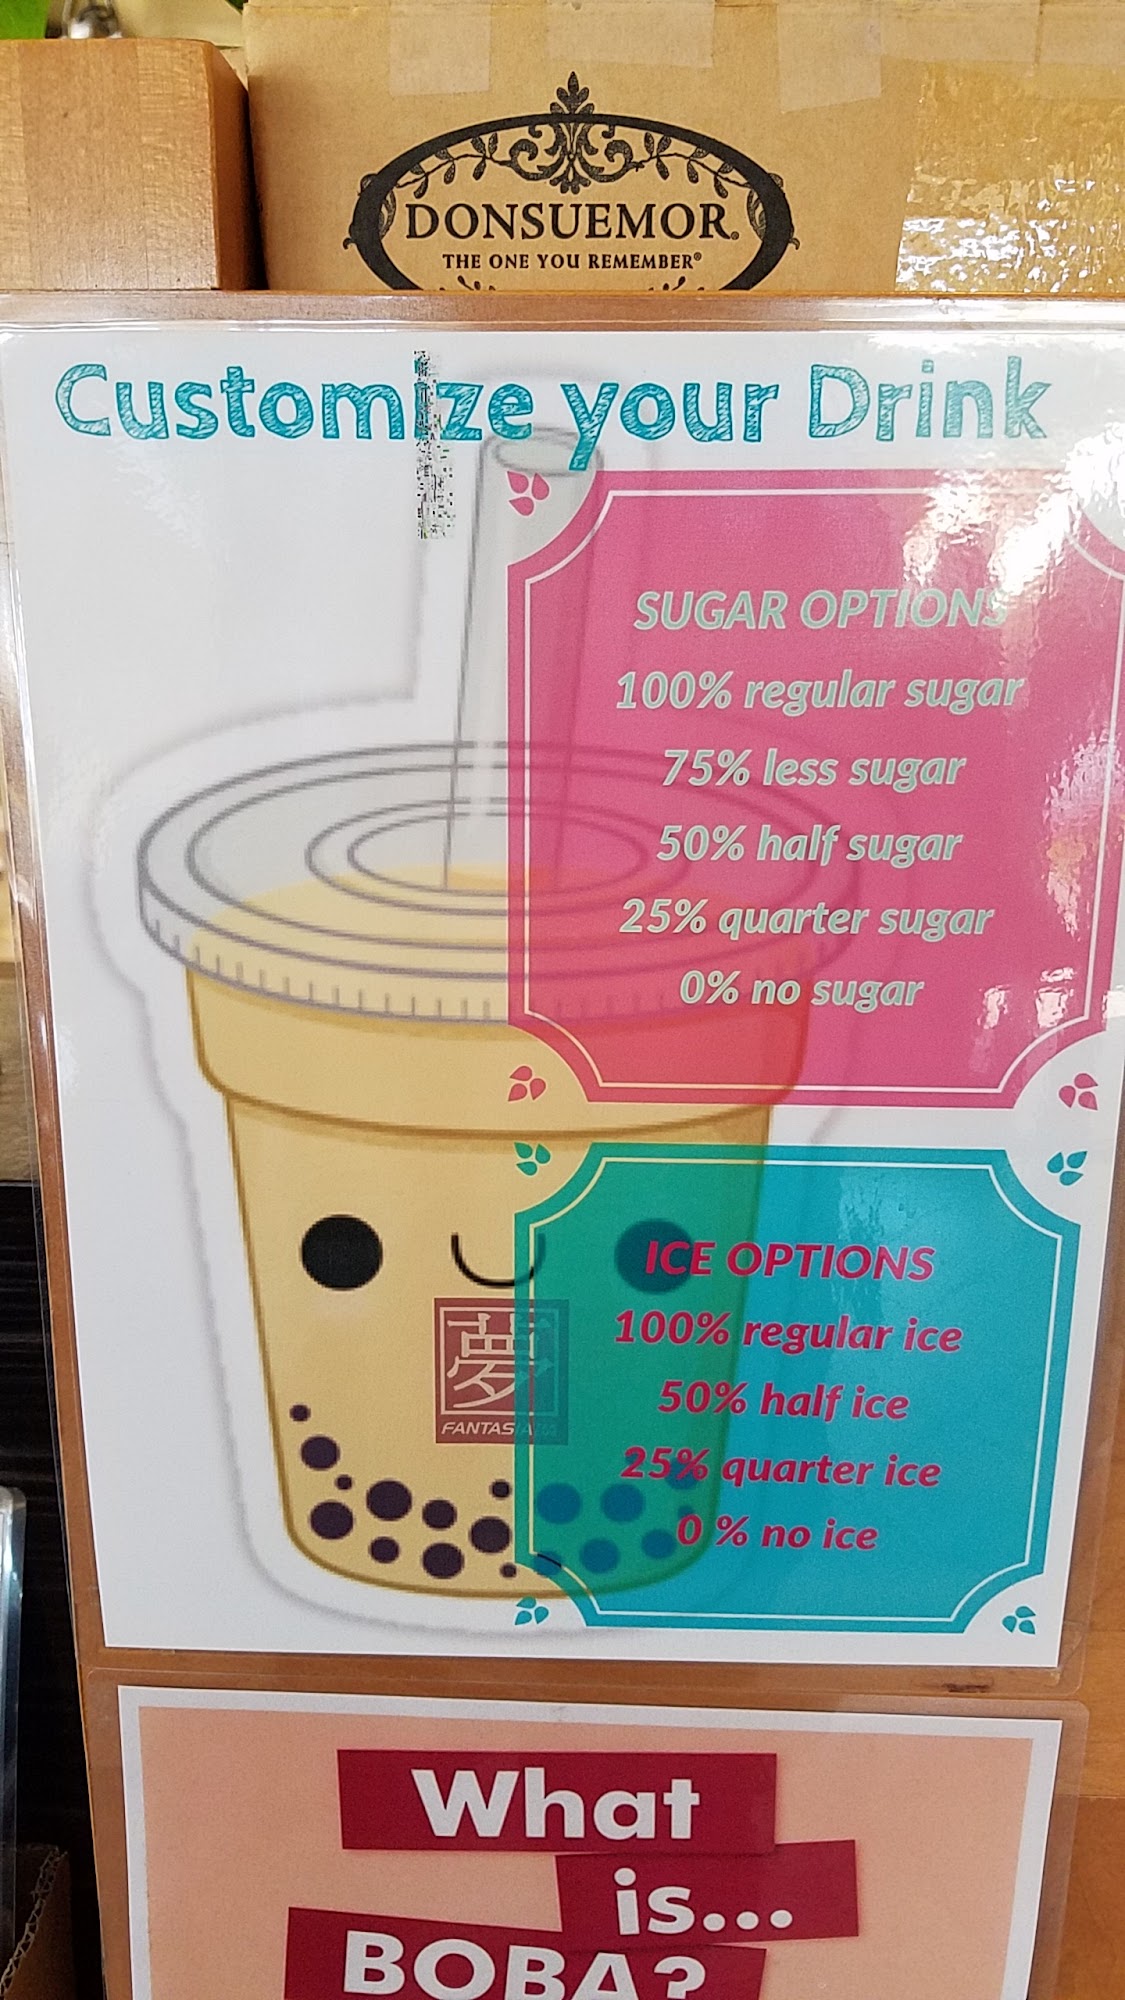 DONSUEMOR®
THE ONE YOU REMEMBER®
Customize your Drink
SUGAR OPTIONS
100% regular sugar
75% less sugar
50% half sugar
25% quarter sugar
0% no sugar
ICE OPTIONS
100% regular ice
50% half ice
25% quarter ice
0 % no ice
夢
What
is...
BOBA?